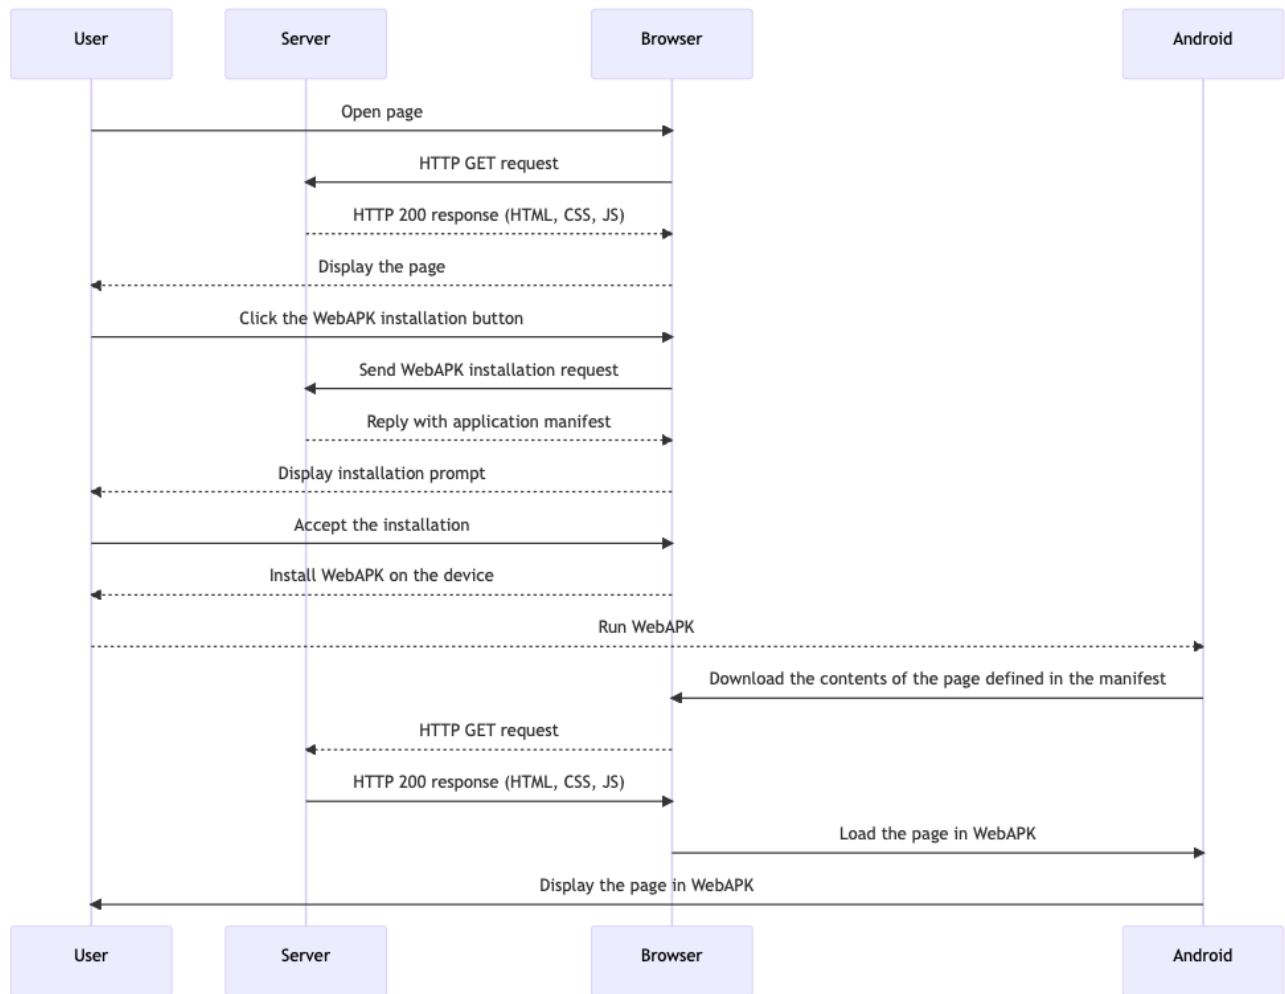 User Server Browser Android
Open page
HTTP GET request
HTTP 200 response (HTML, CSS, JS)
Display the page
Click the WebAPK installation button
Send WebAPK installation request
Reply with application manifest
Display installation prompt
Accept the installation
Install WebAPK on the device
Run WebAPK
Download the contents of the page defined in the manifest
HTTP GET request
HTTP 200 response (HTML, CSS, JS)
Load the page in WebAPK
Display the page in WebAPK
User Server Browser Android